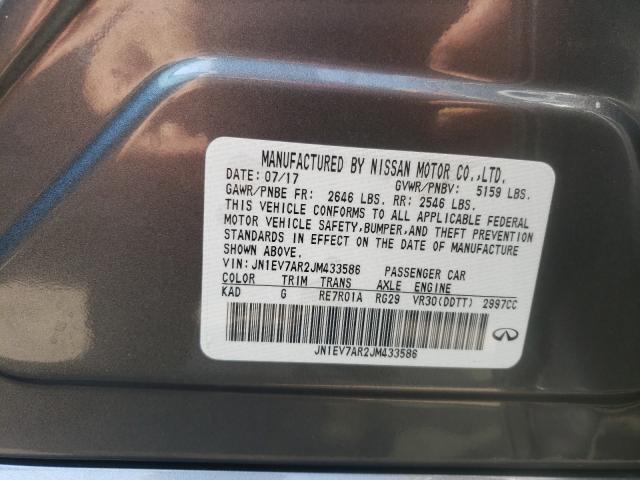 MANUFACTURED BY NISSAN MOTOR CO.,LTD.
DATE: 07/17 GVWR/PNBV: 5159 LBS.
GAWR/PNBE FR: 2646 LBS. RR: 2546 LBS.
THIS VEHICLE CONFORMS TO ALL APPLICABLE FEDERAL
MOTOR VEHICLE SAFETY,BUMPER,AND THEFT PREVENTION
STANDARDS IN EFFECT ON THE DATE OF MANUFACTURE
SHOWN ABOVE.
VIN: JN1EV7AR2JM433586 PASSENGER CAR
COLOR TRIM TRANS AXLE ENGINE
KAD G RE7R01A RG29 VR30(DDTT) 2997CC
JN1EV7AR2JM433586